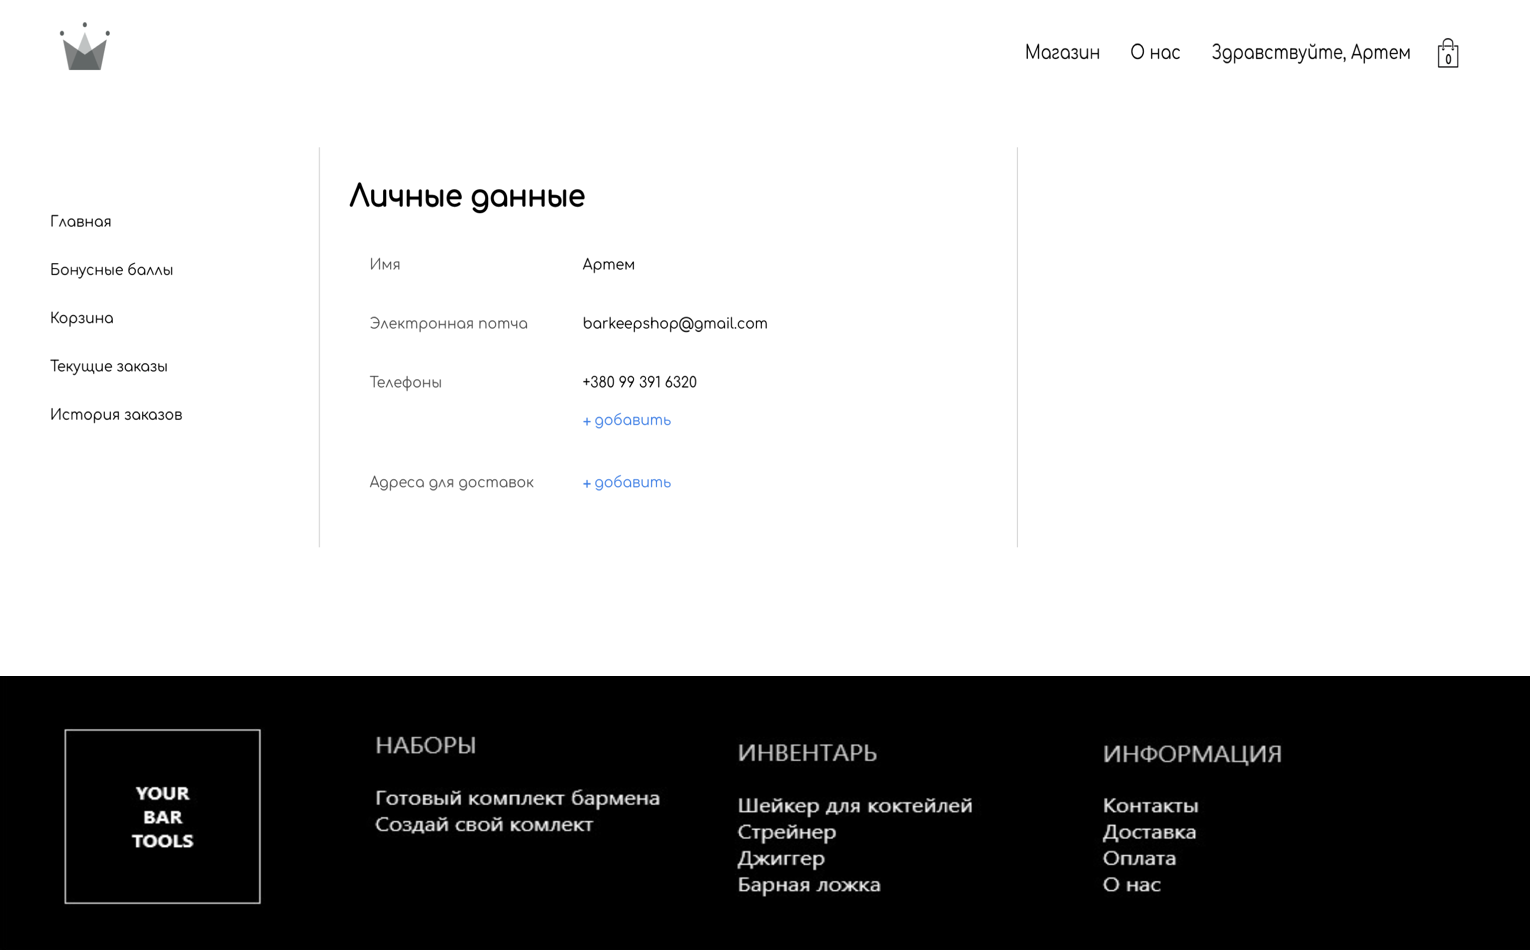 Магазин О нас Здравствуйте, Артем 0
Главная
Бонусные баллы
Корзина
Текущие заказы
История заказов
Личные данные
Имя Артем
Электронная потча barkeepshop@gmail.com
Телефоны +380 99 391 6320
+ добавить
Адреса для доставок + добавить
YOUR
BAR
TOOLS
НАБОРЫ
Готовый комплект бармена
Создай свой комлект
ИНВЕНТАРЬ
Шейкер для коктейлей
Стрейнер
Джиггер
Барная ложка
ИНФОРМАЦИЯ
Контакты
Доставка
Оплата
О нас